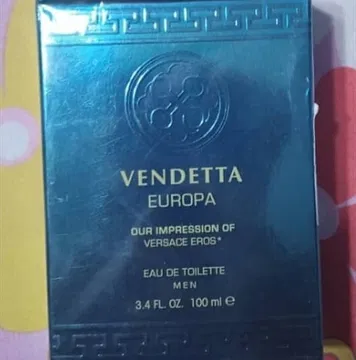 VENDETTA
EUROPA
OUR IMPRESSION OF
VERSACE EROS*
EAU DE TOILETTE
MEN
3.4 FL. OZ. 100 ml ℮